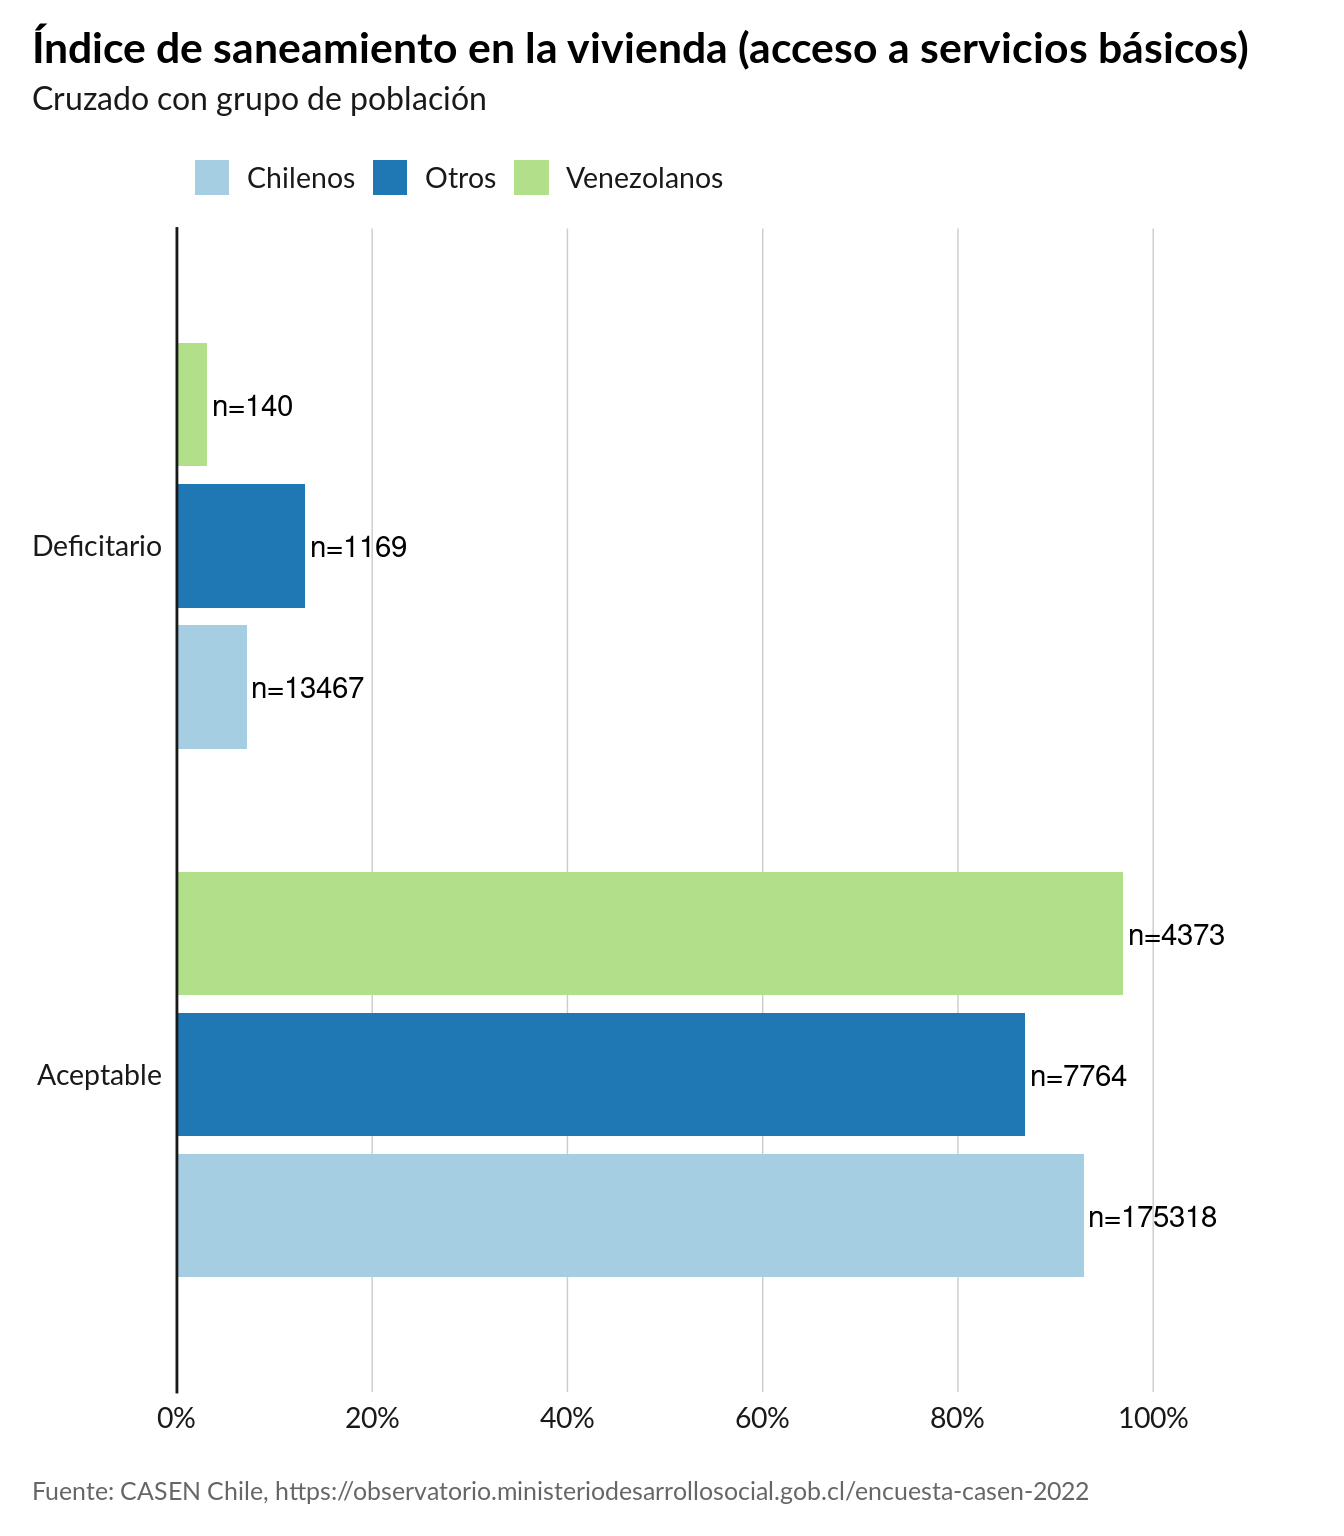 Índice de saneamiento en la vivienda (acceso a servicios básicos)
Cruzado con grupo de población
Chilenos Otros Venezolanos
n=140
Deficitario n=1169
n=13467
n=4373
Aceptable n=7764
n=175318
0% 20% 40% 60% 80% 100%
Fuente: CASEN Chile, https://observatorio.ministeriodesarrollosocial.gob.cl/encuesta-casen-2022